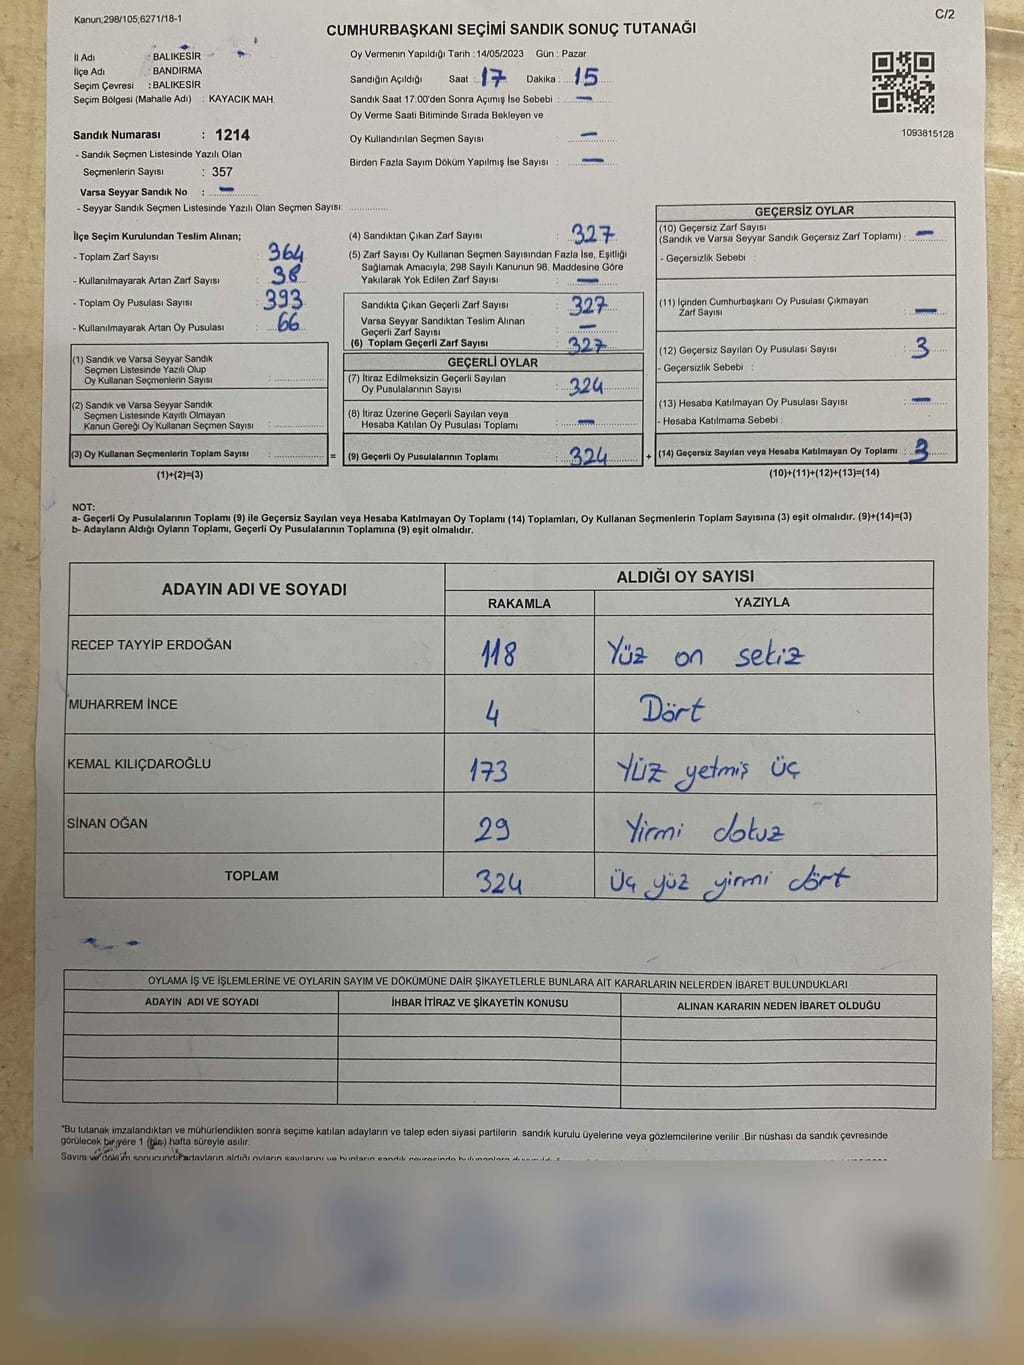 Kanun;298/105;6271/18-1
C/2
CUMHURBAŞKANI SEÇİMİ SANDIK SONUÇ TUTANAĞI
İl Adı : BALIKESİR
İlçe Adı : BANDIRMA
Seçim Çevresi : BALIKESİR
Seçim Bölgesi (Mahalle Adı) : KAYACIK MAH.
Oy Vermenin Yapıldığı Tarih : 14/05/2023 Gün : Pazar
Sandığın Açıldığı Saat : 17 Dakika : 15
Sandık Saat 17:00'den Sonra Açımış İse Sebebi : —
Oy Verme Saati Bitiminde Sırada Bekleyen ve
Oy Kullandırılan Seçmen Sayısı —
Birden Fazla Sayım Döküm Yapılmış İse Sayısı : —
1093815128
Sandık Numarası : 1214
- Sandık Seçmen Listesinde Yazılı Olan
Seçmenlerin Sayısı : 357
Varsa Seyyar Sandık No : —
- Seyyar Sandık Seçmen Listesinde Yazılı Olan Seçmen Sayısı:
İlçe Seçim Kurulundan Teslim Alınan;
- Toplam Zarf Sayısı : 364
- Kullanılmayarak Artan Zarf Sayısı : 38
- Toplam Oy Pusulası Sayısı : 393
- Kullanılmayarak Artan Oy Pusulası : 66
(1) Sandık ve Varsa Seyyar Sandık
Seçmen Listesinde Yazılı Olup
Oy Kullanan Seçmenlerin Sayısı :
(2) Sandık ve Varsa Seyyar Sandık
Seçmen Listesinde Kayıtlı Olmayan
Kanun Gereği Oy Kullanan Seçmen Sayısı :
(3) Oy Kullanan Seçmenlerin Toplam Sayısı :
(1)+(2)=(3)
(4) Sandıktan Çıkan Zarf Sayısı : 327
(5) Zarf Sayısı Oy Kullanan Seçmen Sayısından Fazla İse, Eşitliği
Sağlamak Amacıyla, 298 Sayılı Kanunun 98. Maddesine Göre
Yakılarak Yok Edilen Zarf Sayısı : —
Sandıkta Çıkan Geçerli Zarf Sayısı : 327
Varsa Seyyar Sandıktan Teslim Alınan
Geçerli Zarf Sayısı : —
(6) Toplam Geçerli Zarf Sayısı : 327
GEÇERLİ OYLAR
(7) İtiraz Edilmeksizin Geçerli Sayılan
Oy Pusulalarının Sayısı : 324
(8) İtiraz Üzerine Geçerli Sayılan veya
Hesaba Katılan Oy Pusulası Toplamı : —
= (9) Geçerli Oy Pusulalarının Toplamı : 324
GEÇERSİZ OYLAR
(10) Geçersiz Zarf Sayısı
(Sandık ve Varsa Seyyar Sandık Geçersiz Zarf Toplamı) : —
- Geçersizlik Sebebi :
(11) İçinden Cumhurbaşkanı Oy Pusulası Çıkmayan
Zarf Sayısı : —
(12) Geçersiz Sayılan Oy Pusulası Sayısı : 3
- Geçersizlik Sebebi :
(13) Hesaba Katılmayan Oy Pusulası Sayısı : —
- Hesaba Katılmama Sebebi :
+ (14) Geçersiz Sayılan veya Hesaba Katılmayan Oy Toplamı : 3
(10)+(11)+(12)+(13)=(14)
NOT:
a- Geçerli Oy Pusulalarının Toplamı (9) ile Geçersiz Sayılan veya Hesaba Katılmayan Oy Toplamı (14) Toplamları, Oy Kullanan Seçmenlerin Toplam Sayısına (3) eşit olmalıdır. (9)+(14)=(3)
b- Adayların Aldığı Oyların Toplamı, Geçerli Oy Pusulalarının Toplamına (9) eşit olmalıdır.
ADAYIN ADI VE SOYADI
ALDIĞI OY SAYISI
RAKAMLA YAZIYLA
RECEP TAYYİP ERDOĞAN 118 Yüz on sekiz
MUHARREM İNCE 4 Dört
KEMAL KILIÇDAROĞLU 173 Yüz yetmiş üç
SİNAN OĞAN 29 Yirmi dokuz
TOPLAM 324 Üç yüz yirmi dört
OYLAMA İŞ VE İŞLEMLERİNE VE OYLARIN SAYIM VE DÖKÜMÜNE DAİR ŞİKAYETLERLE BUNLARA AİT KARARLARIN NELERDEN İBARET BULUNDUKLARI
ADAYIN ADI VE SOYADI İHBAR İTİRAZ VE ŞİKAYETİN KONUSU ALINAN KARARIN NEDEN İBARET OLDUĞU
"Bu tutanak imzalandıktan ve mühürlendikten sonra seçime katılan adayların ve talep eden siyasi partilerin sandık kurulu üyelerine veya gözlemcilerine verilir .Bir nüshası da sandık çevresinde
görülecek bir yere 1 (bir) hafta süreyle asılır.
Sayım ve döküm sonucunda adayların aldığı oyların sayılarını ve bunların sandık çevresinde